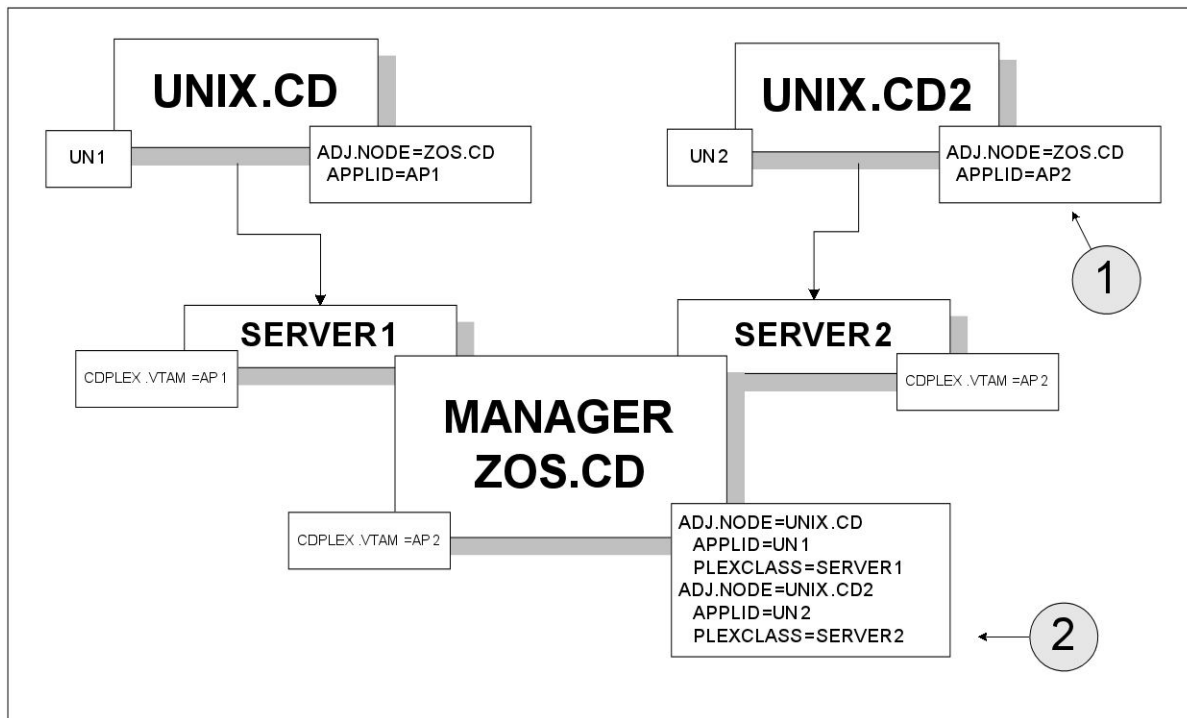 UNIX.CD
UN1
ADJ.NODE=ZOS.CD
APPLID=AP1
UNIX.CD2
UN2
ADJ.NODE=ZOS.CD
APPLID=AP2
1
SERVER1
CDPLEX .VTAM =AP1
SERVER2
CDPLEX .VTAM =AP2
MANAGER
ZOS.CD
CDPLEX .VTAM =AP2
ADJ.NODE=UNIX.CD
APPLID=UN1
PLEXCLASS=SERVER1
ADJ.NODE=UNIX.CD2
APPLID=UN2
PLEXCLASS=SERVER2
2